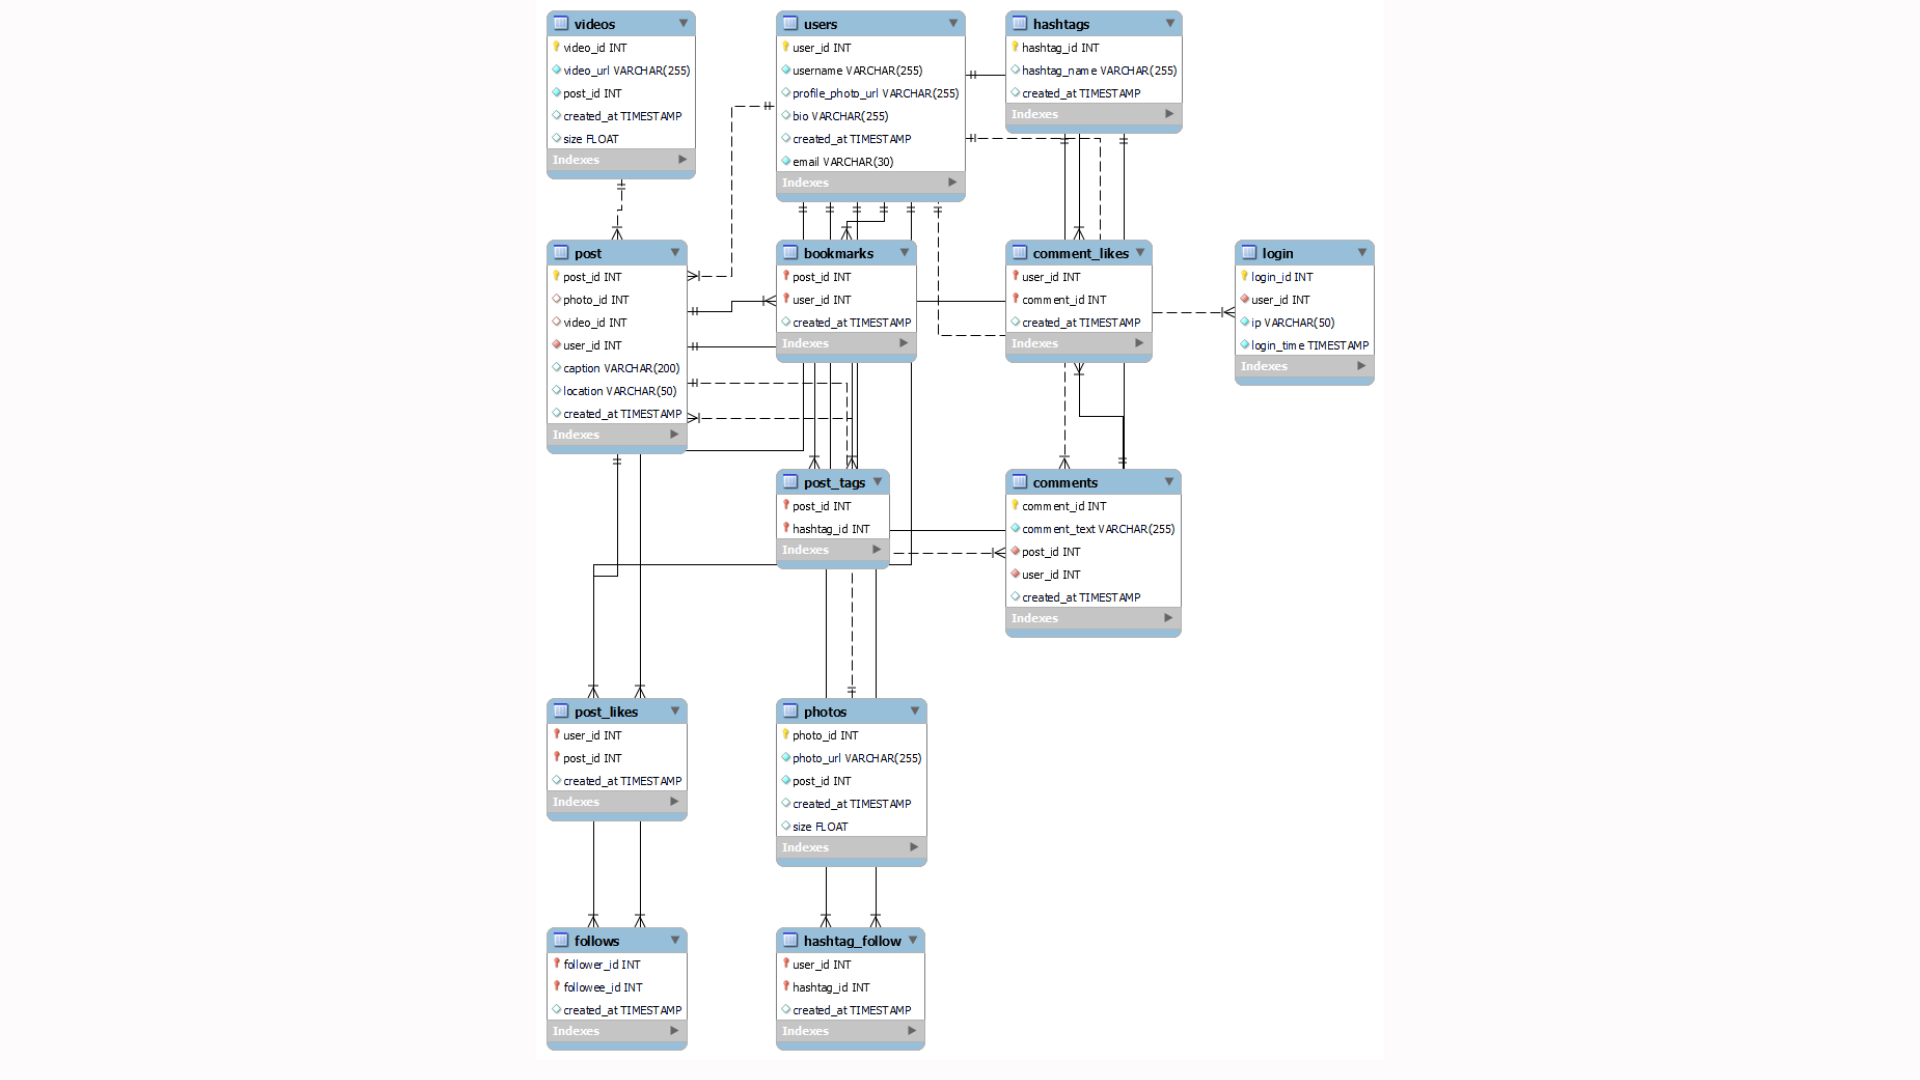 videos
video_id INT
video_url VARCHAR(255)
post_id INT
created_at TIMESTAMP
size FLOAT
Indexes
users
user_id INT
username VARCHAR(255)
profile_photo_url VARCHAR(255)
bio VARCHAR(255)
created_at TIMESTAMP
email VARCHAR(30)
Indexes
hashtags
hashtag_id INT
hashtag_name VARCHAR(255)
created_at TIMESTAMP
Indexes
post
post_id INT
photo_id INT
video_id INT
user_id INT
caption VARCHAR(200)
location VARCHAR(50)
created_at TIMESTAMP
Indexes
bookmarks
post_id INT
user_id INT
created_at TIMESTAMP
Indexes
comment_likes
user_id INT
comment_id INT
created_at TIMESTAMP
Indexes
login
login_id INT
user_id INT
ip VARCHAR(50)
login_time TIMESTAMP
Indexes
post_tags
post_id INT
hashtag_id INT
Indexes
comments
comment_id INT
comment_text VARCHAR(255)
post_id INT
user_id INT
created_at TIMESTAMP
Indexes
post_likes
user_id INT
post_id INT
created_at TIMESTAMP
Indexes
photos
photo_id INT
photo_url VARCHAR(255)
post_id INT
created_at TIMESTAMP
size FLOAT
Indexes
follows
follower_id INT
followee_id INT
created_at TIMESTAMP
Indexes
hashtag_follow
user_id INT
hashtag_id INT
created_at TIMESTAMP
Indexes